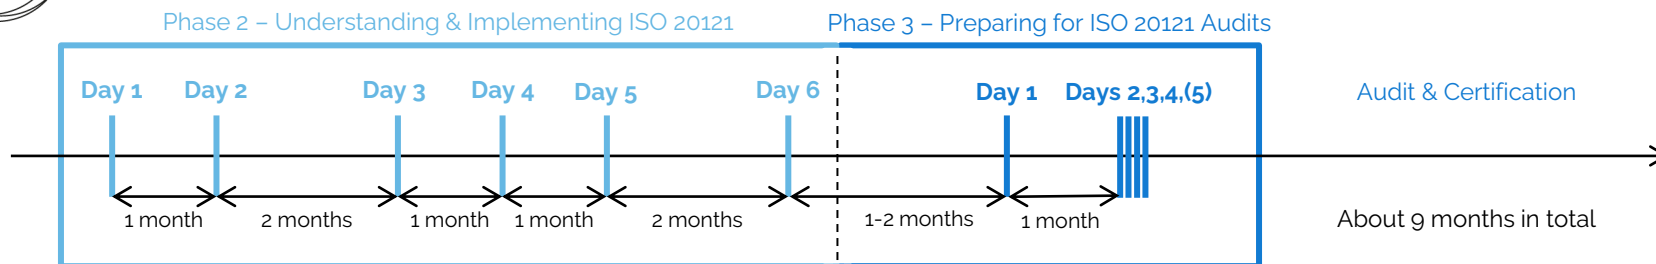 Phase 2 – Understanding & Implementing ISO 20121
Phase 3 – Preparing for ISO 20121 Audits
Day 1
Day 2
Day 3
Day 4
Day 5
Day 6
Day 1
Days 2,3,4,(5)
Audit & Certification
1 month
2 months
1 month
1 month
2 months
1-2 months
1 month
About 9 months in total